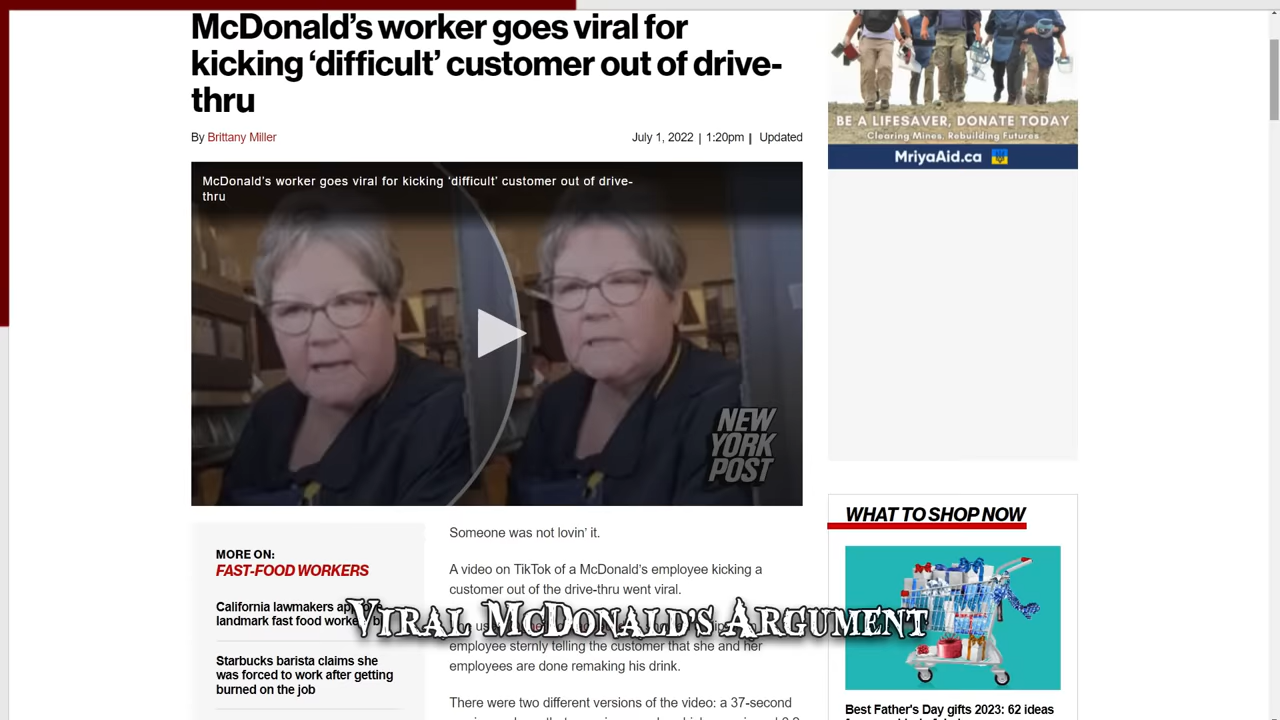 McDonald's worker goes viral for
kicking 'difficult' customer out of drive-
thru
By Brittany Miller
July 1, 2022 | 1:20pm | Updated
McDonald's worker goes viral for kicking 'difficult' customer out of drive-
thru
NEW
YORK
POST
MORE ON:
FAST-FOOD WORKERS
California lawmakers
landmark fast food
Starbucks barista claims she
was forced to work after getting
burned on the job
Someone was not lovin' it.
A video on TikTok of a McDonald's employee kicking a
customer out of the drive-thru went viral.
employee sternly telling the customer that she and her
employees are done remaking his drink.
There were two different versions of the video: a 37-second
VIRAL MCDONALD'S ARGUMENT
BE A LIFESAVER, DONATE TODAY
Clearing Mines, Rebuilding Futures
MriyaAid.ca
WHAT TO SHOP NOW
Best Father's Day gifts 2023: 62 ideas